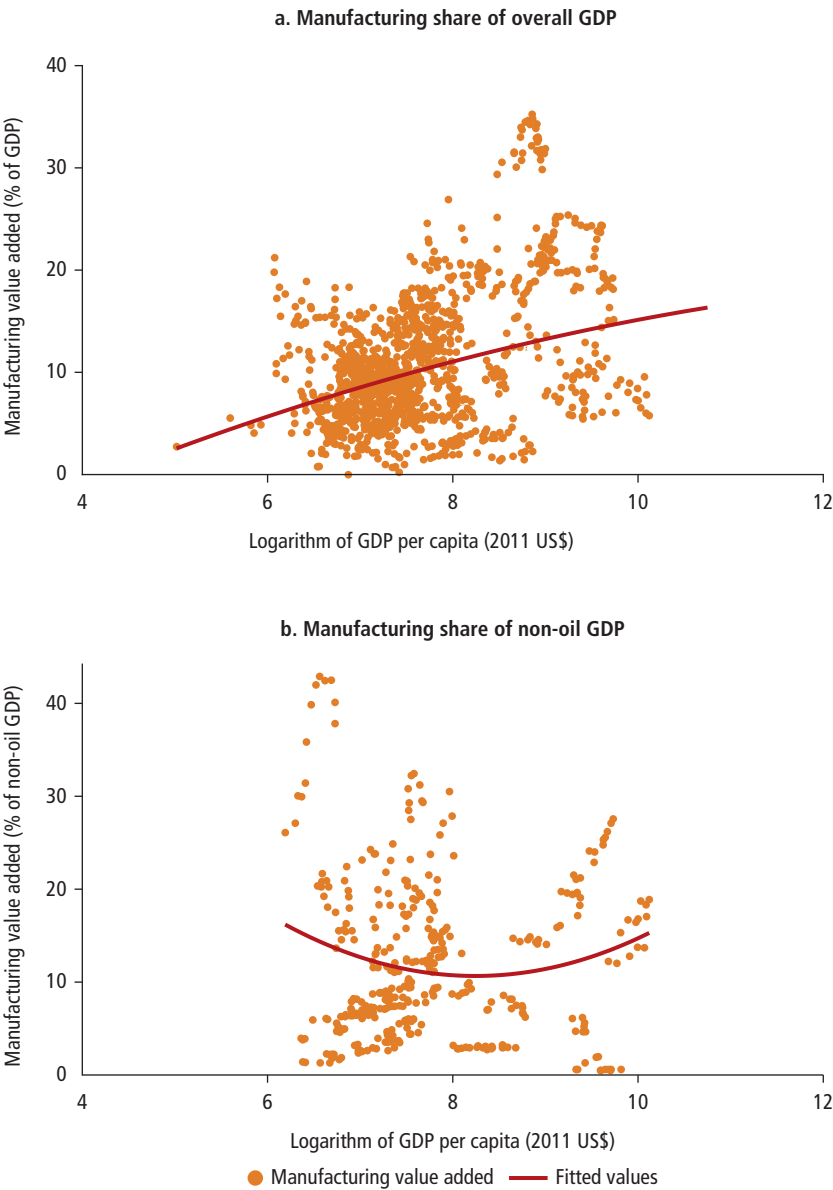 a. Manufacturing share of overall GDP
Manufacturing value added (% of GDP)
40
30
20
10
0
4 6 8 10 12
Logarithm of GDP per capita (2011 US$)
b. Manufacturing share of non-oil GDP
Manufacturing value added (% of non-oil GDP)
40
30
20
10
0
4 6 8 10 12
Logarithm of GDP per capita (2011 US$)
Manufacturing value added Fitted values